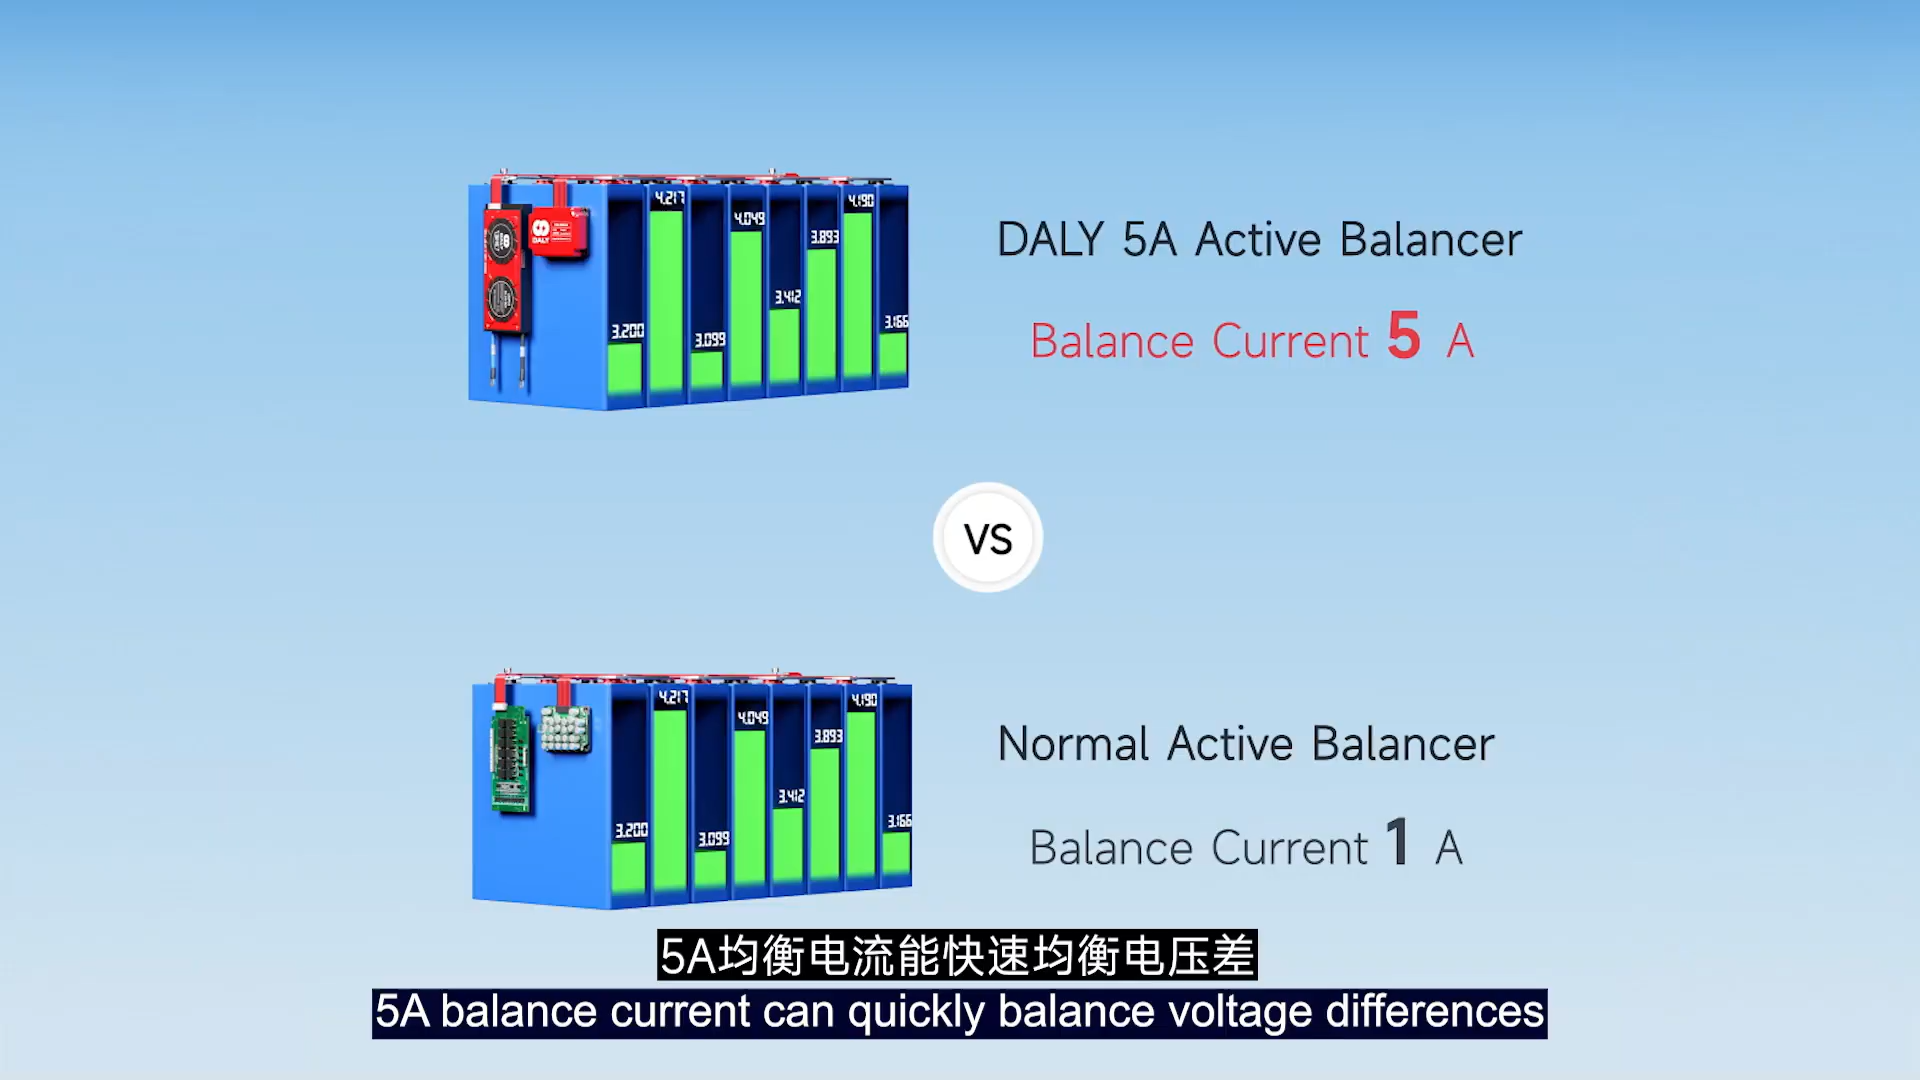 4.217
4.190
4.049
3.893
3.412
3.200
3.099
3.166
DALY
DALY 5A Active Balancer
Balance Current 5 A
VS
4.217
4.190
4.049
3.893
3.412
3.200
3.099
3.166
Normal Active Balancer
Balance Current 1 A
5A均衡电流能快速均衡电压差
5A balance current can quickly balance voltage differences